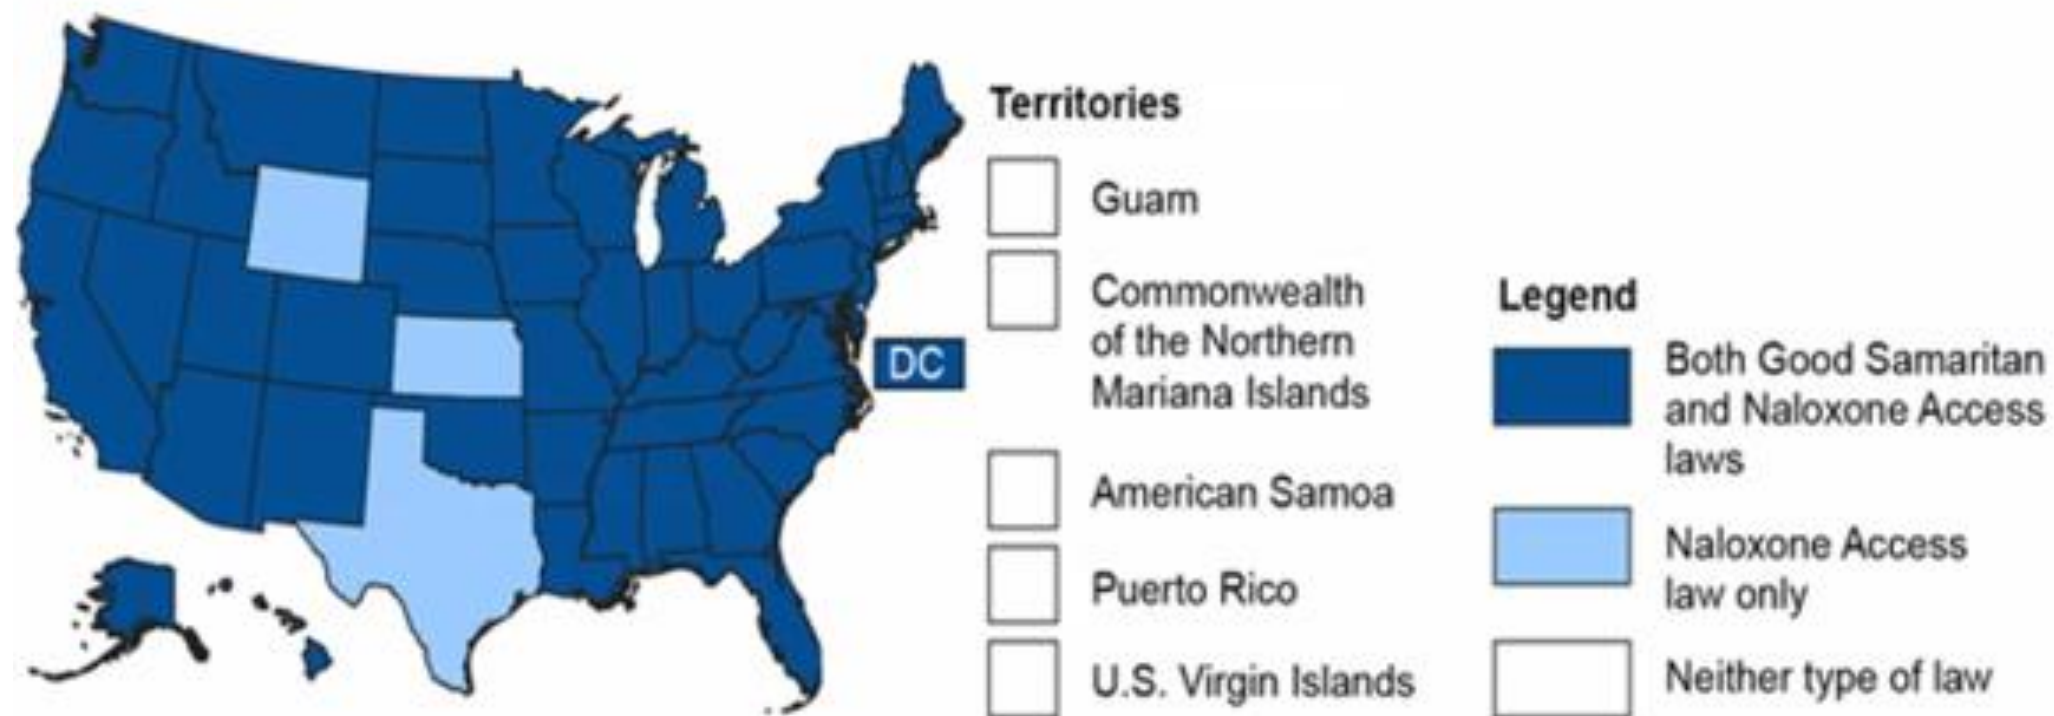 DC
Territories
Guam
Commonwealth
of the Northern
Mariana Islands
American Samoa
Puerto Rico
U.S. Virgin Islands
Legend
Both Good Samaritan
and Naloxone Access
laws
Naloxone Access
law only
Neither type of law